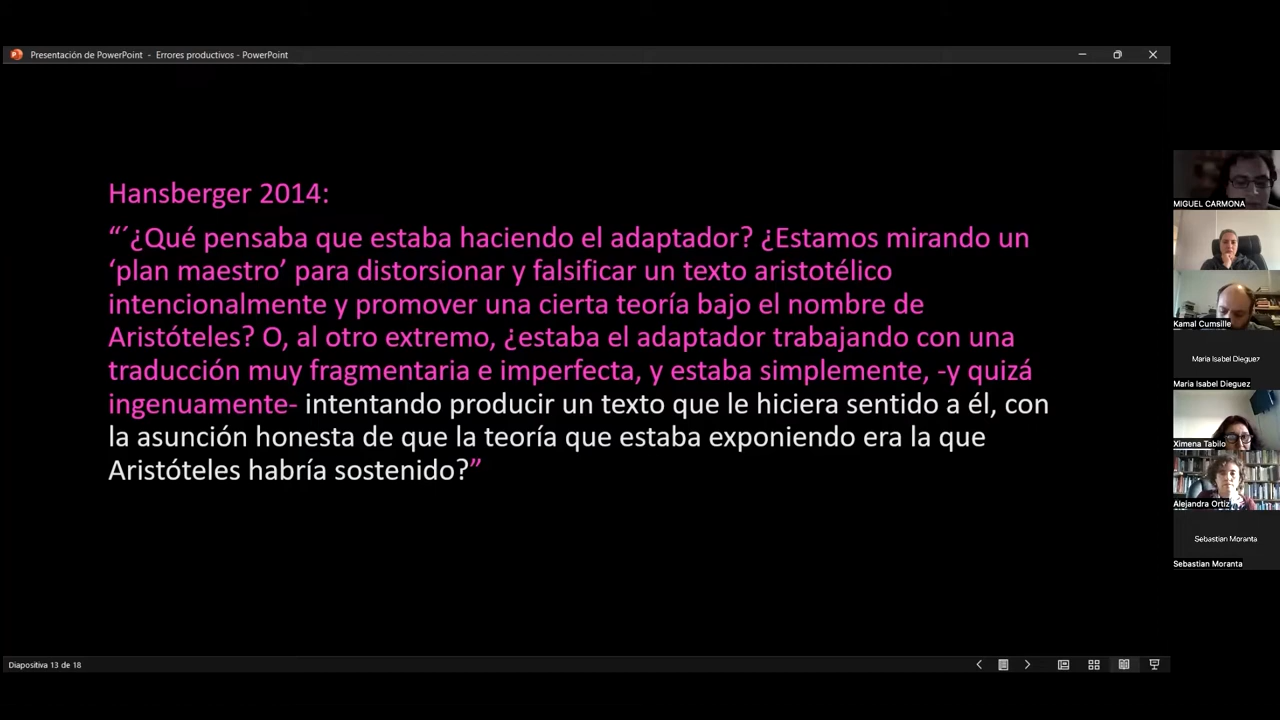 Presentación de PowerPoint - Errores productivos - PowerPoint
Hansberger 2014:
“´¿Qué pensaba que estaba haciendo el adaptador? ¿Estamos mirando un
‘plan maestro’ para distorsionar y falsificar un texto aristotélico
intencionalmente y promover una cierta teoría bajo el nombre de
Aristóteles? O, al otro extremo, ¿estaba el adaptador trabajando con una
traducción muy fragmentaria e imperfecta, y estaba simplemente, -y quizá
ingenuamente- intentando producir un texto que le hiciera sentido a él, con
la asunción honesta de que la teoría que estaba exponiendo era la que
Aristóteles habría sostenido?”
Diapositiva 13 de 18
MIGUEL CARMONA
Kamal Cumsille
Maria Isabel Dieguez
Maria Isabel Dieguez
Ximena Tabilo
Alejandra Ortiz
Sebastian Moranta
Sebastian Moranta